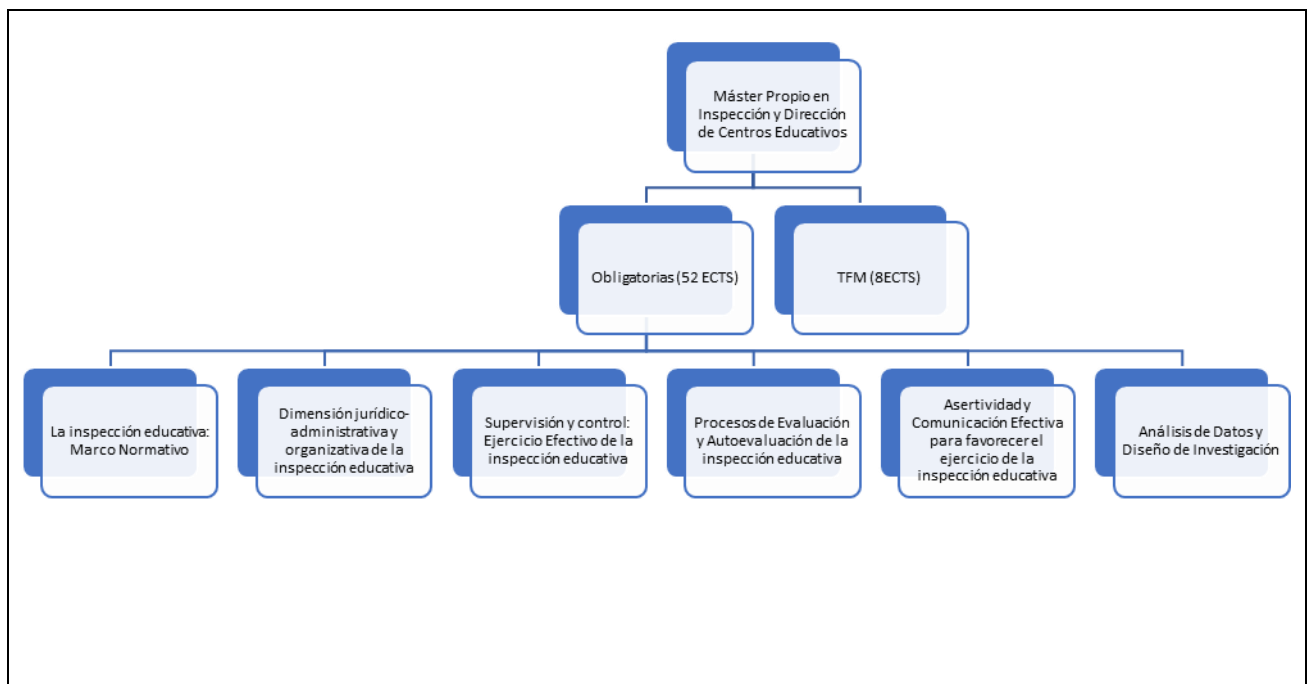 Máster Propio en
Inspección y Dirección
de Centros Educativos
Obligatorias (52 ECTS)
TFM (8ECTS)
La inspección educativa:
Marco Normativo
Dimensión jurídico-
administrativa y
organizativa de la
inspección educativa
Supervisión y control:
Ejercicio Efectivo de la
inspección educativa
Procesos de Evaluación
y Autoevaluación de la
inspección educativa
Asertividad y
Comunicación Efectiva
para favorecer el
ejercicio de la
inspección educativa
Análisis de Datos y
Diseño de Investigación